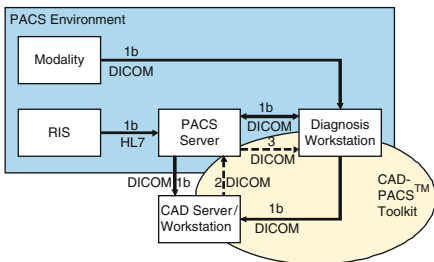 PACS Environment
Modality
1b
DICOM
RIS
1b
HL7
PACS
Server
1b
DICOM
3
DICOM
Diagnosis
Workstation
DICOM 1b
2 DICOM
CAD Server/
Workstation
1b
DICOM
CAD-
PACS™
Toolkit